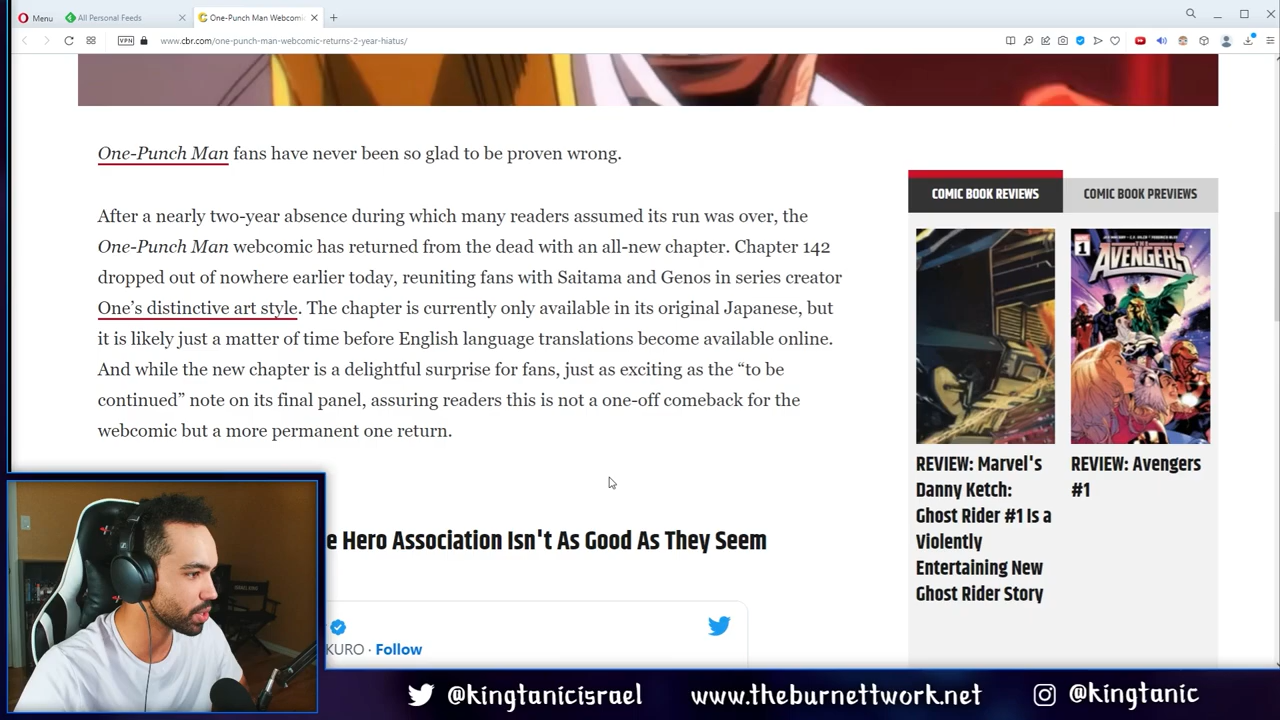 Menu
All Personal Feeds
One-Punch Man Webcomic
VPN
www.cbr.com/one-punch-man-webcomic-returns-2-year-hiatus/
One-Punch Man fans have never been so glad to be proven wrong.
After a nearly two-year absence during which many readers assumed its run was over, the
One-Punch Man webcomic has returned from the dead with an all-new chapter. Chapter 142
dropped out of nowhere earlier today, reuniting fans with Saitama and Genos in series creator
One’s distinctive art style. The chapter is currently only available in its original Japanese, but
it is likely just a matter of time before English language translations become available online.
And while the new chapter is a delightful surprise for fans, just as exciting as the “to be
continued” note on its final panel, assuring readers this is not a one-off comeback for the
webcomic but a more permanent one return.
e Hero Association Isn't As Good As They Seem
KURO · Follow
COMIC BOOK REVIEWS
COMIC BOOK PREVIEWS
THE
AVENGERS
1
REVIEW: Marvel's
Danny Ketch:
Ghost Rider #1 Is a
Violently
Entertaining New
Ghost Rider Story
REVIEW: Avengers
#1
@kingtanicisrael
www.theburnettwork.net
@kingtanic